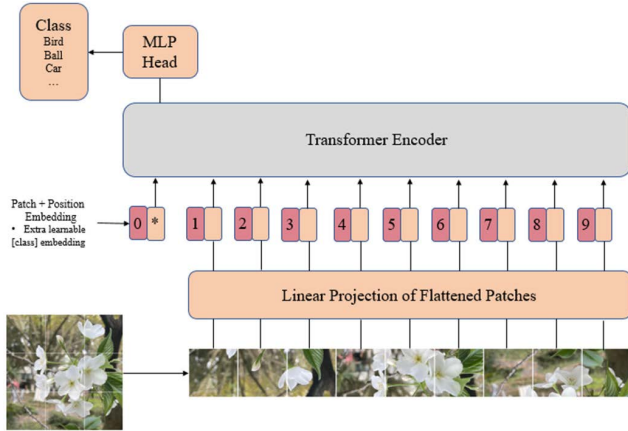 Class
Bird
Ball
Car
...
MLP
Head
Transformer Encoder
Patch + Position
Embedding
• Extra learnable
[class] embedding
0 * 1 2 3 4 5 6 7 8 9
Linear Projection of Flattened Patches